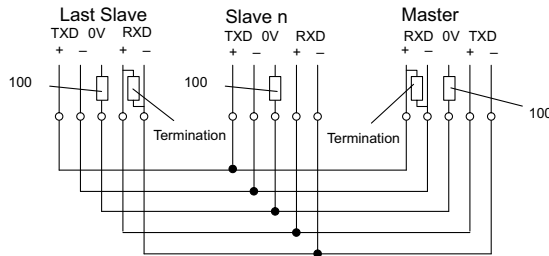 Last Slave Slave n Master
TXD 0V RXD TXD 0V RXD RXD 0V TXD
+ – + – + – + – + – + –
100 100 100
Termination Termination